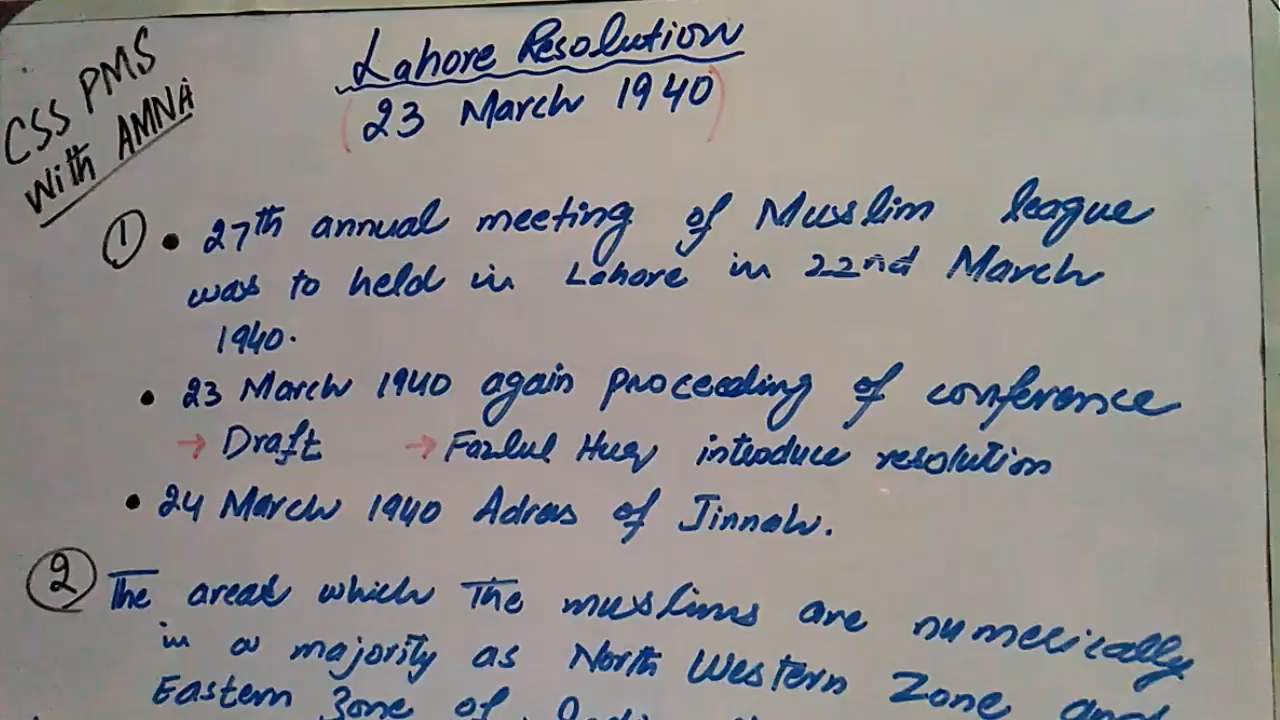 CSS PMS
with AMNA
Lahore Resolution
(23 March 1940)
① • 27th annual meeting of Muslim league
was to held in Lahore in 22nd March
1940.
• 23 March 1940 again proceeding of conference
→ Draft → Fazlul Huq introduce resolution
• 24 March 1940 Adras of Jinnah.
② The areas which The muslims are numerically
in a majority as North Western Zone and
Eastern Zone of